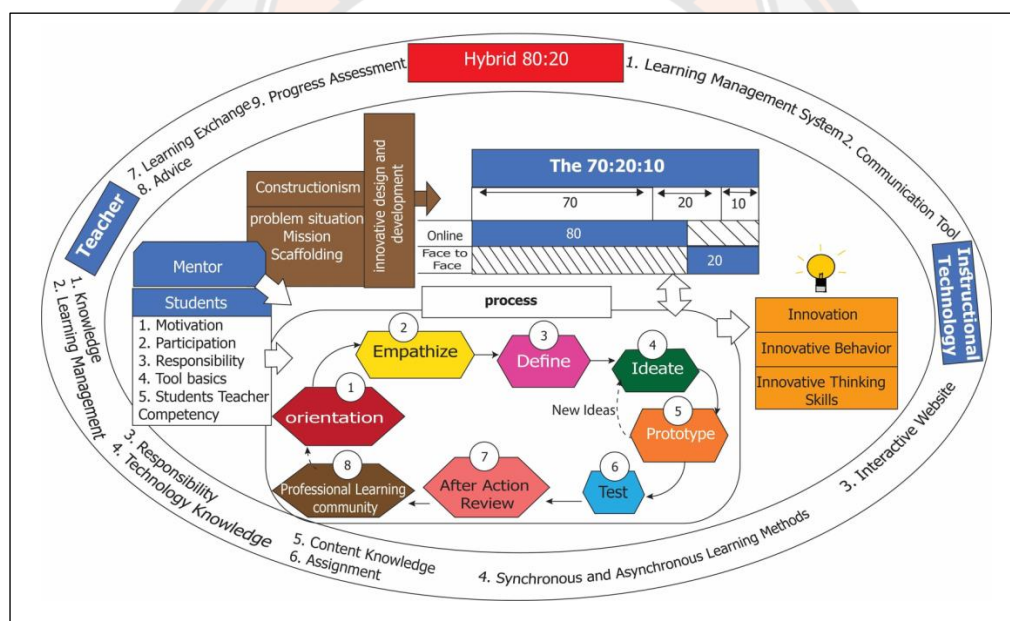 Hybrid 80:20
1. Learning Management System
2. Communication Tool
Instructional
Technology
3. Interactive Website
4. Synchronous and Asynchronous Learning Methods
Teacher
1. Knowledge
2. Learning Management
3. Responsibility
4. Technology Knowledge
5. Content Knowledge
6. Assignment
7. Learning Exchange
8. Advice
9. Progress Assessment
Constructionism
problem situation
Mission
Scaffolding
innovative design and
development
The 70:20:10
70
20
10
Online
80
Face to
Face
20
Mentor
Students
1. Motivation
2. Participation
3. Responsibility
4. Tool basics
5. Students Teacher
Competency
process
1
orientation
2
Empathize
3
Define
4
Ideate
New Ideas
5
Prototype
6
Test
7
After Action
Review
8
Professional Learning
community
Innovation
Innovative Behavior
Innovative Thinking
Skills